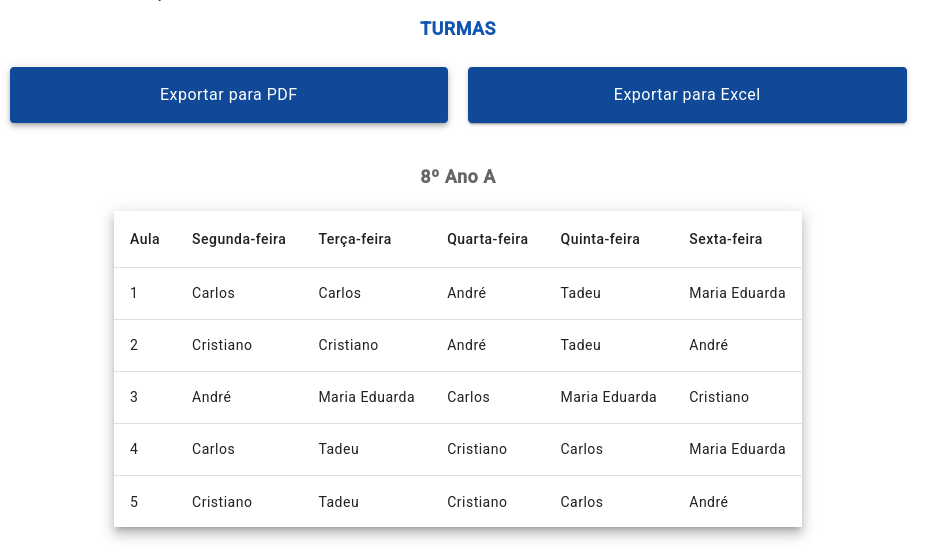 TURMAS
Exportar para PDF Exportar para Excel
8º Ano A
Aula Segunda-feira Terça-feira Quarta-feira Quinta-feira Sexta-feira
1 Carlos Carlos André Tadeu Maria Eduarda
2 Cristiano Cristiano André Tadeu André
3 André Maria Eduarda Carlos Maria Eduarda Cristiano
4 Carlos Tadeu Cristiano Carlos Maria Eduarda
5 Cristiano Tadeu Cristiano Carlos André